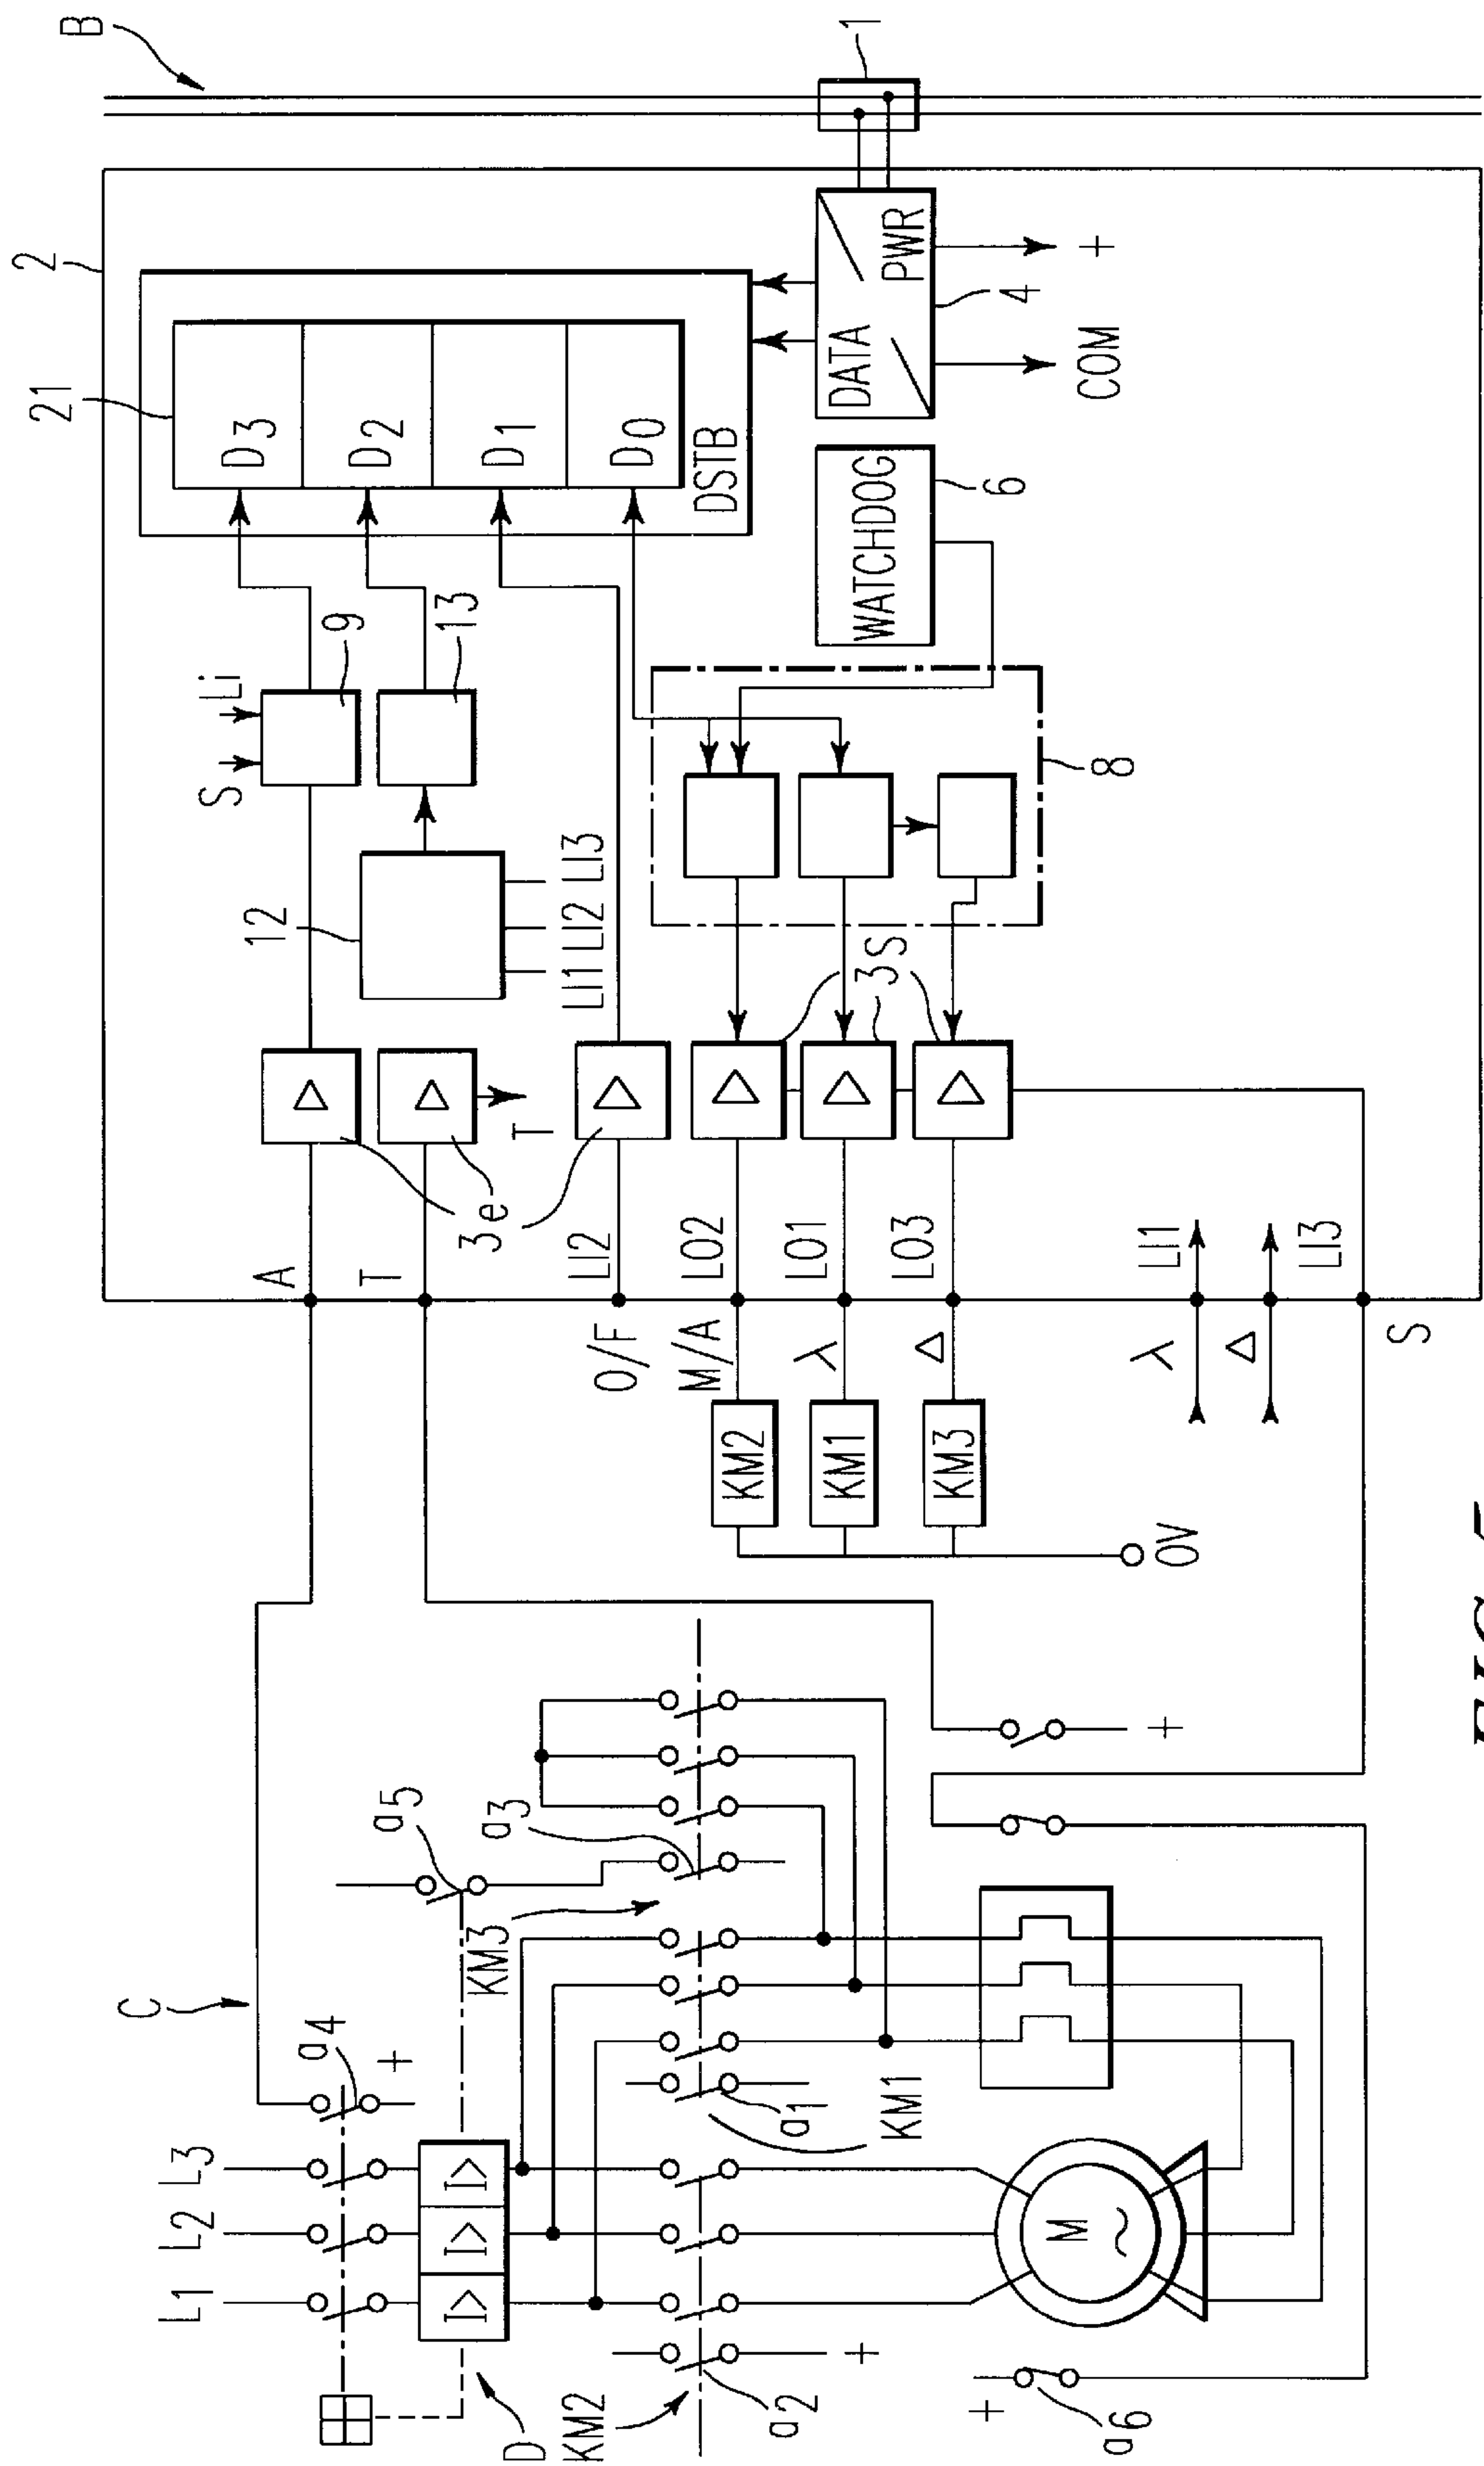 B
1
2
21
D3
D2
D1
D0
DSTB
DATA
PWR
4
+
COM
WATCHDOG
6
S
Li
9
13
12
LI1
LI2
LI3
8
3S
3e
T
A
T
LI2
LO2
LO1
LO3
LI1
LI3
O/F
M/A
λ
Δ
λ
Δ
S
KM2
KM1
KM3
0V
C
a4
+
a5
a3
KM3
+
L1
L2
L3
I>
I>
I>
D
KM2
a2
+
a1
KM1
M
~
+
a6